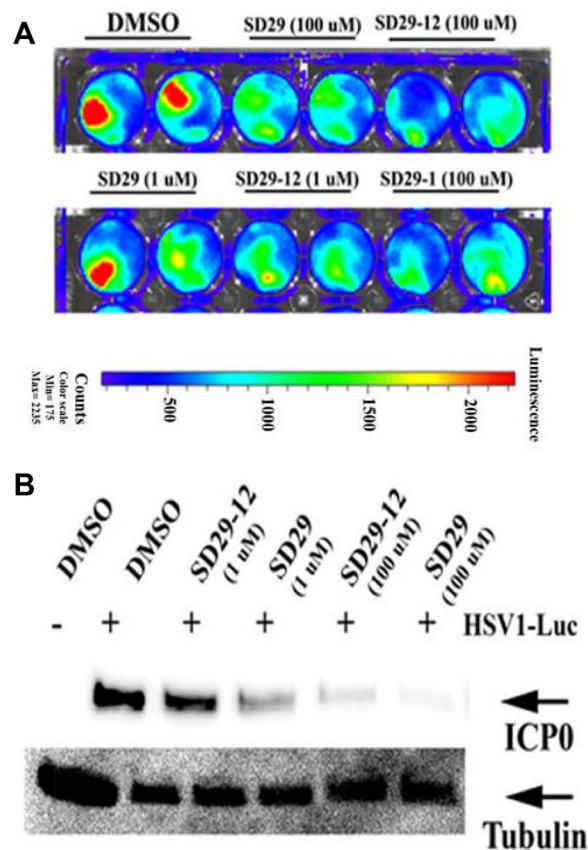 A
DMSO SD29 (100 uM) SD29-12 (100 uM)
SD29 (1 uM) SD29-12 (1 uM) SD29-1 (100 uM)
Luminescence
500 1000 1500 2000
Counts
Color scale
Min= 175
Max= 2235
B
DMSO DMSO SD29-12 (1 uM) SD29 (1 uM) SD29-12 (100 uM) SD29 (100 uM)
- + + + + + HSV1-Luc
ICP0
Tubulin